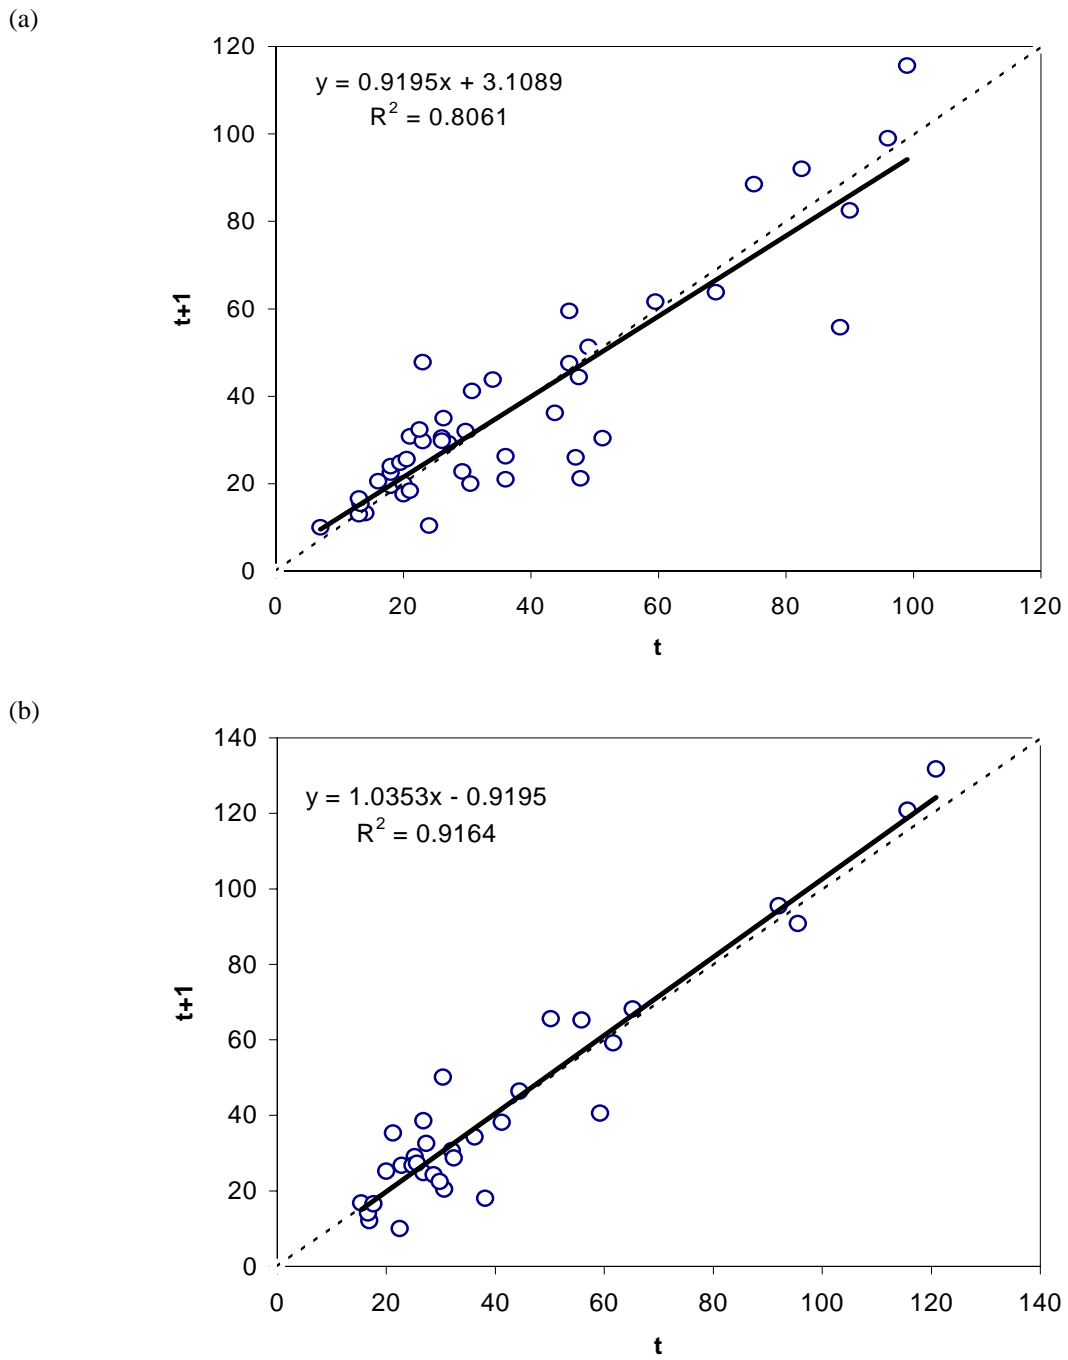 (a)
120
100
80
60
40
20
0
y = 0.9195x + 3.1089
R² = 0.8061
t+1
0 20 40 60 80 100 120
t
(b)
140
120
100
80
60
40
20
0
y = 1.0353x - 0.9195
R² = 0.9164
t+1
0 20 40 60 80 100 120 140
t